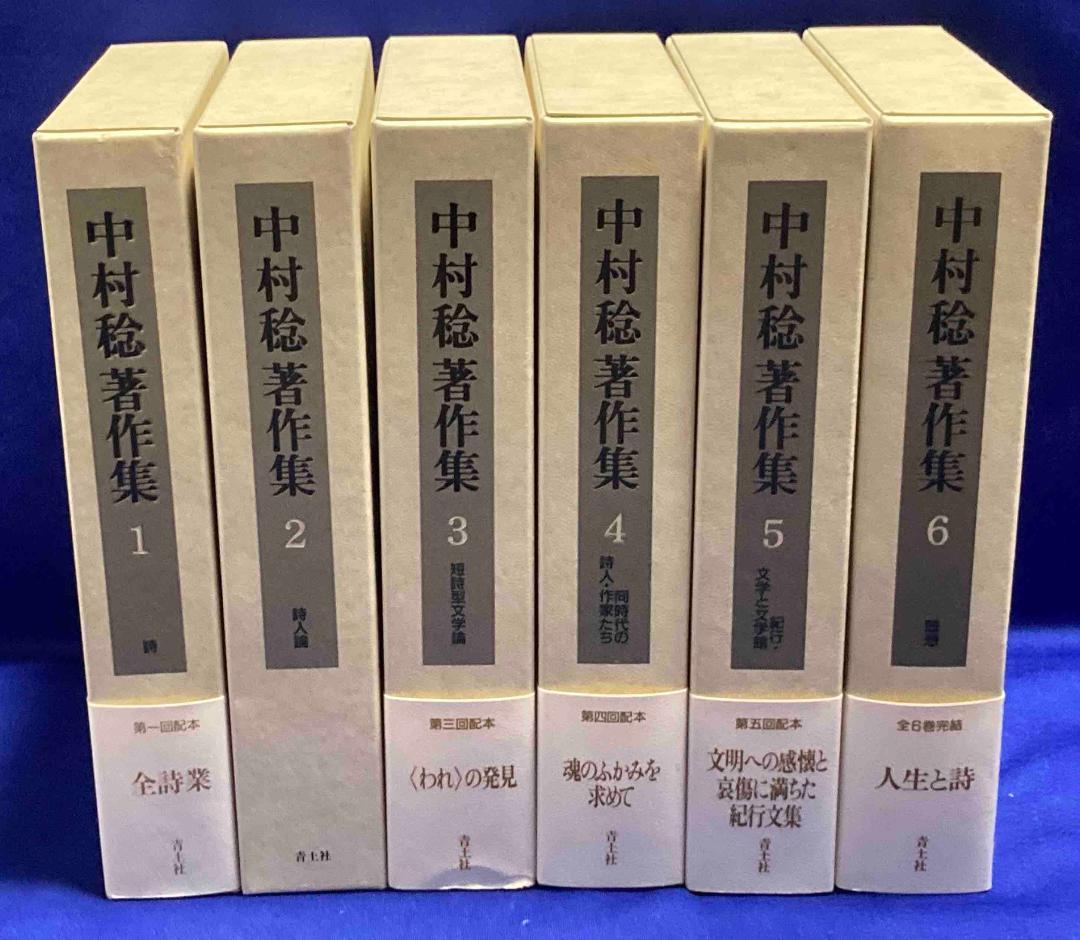 中村稔著作集
1
詩
第一回配本
全詩業
青土社
中村稔著作集
2
詩人論
青土社
中村稔著作集
3
短詩型文学論
第三回配本
〈われ〉の発見
青土社
中村稔著作集
4
同時代の
詩人・作家たち
第四回配本
魂のふかみを
求めて
青土社
中村稔著作集
5
紀行・
文学と文学館
第五回配本
文明への感懐と
哀傷に満ちた
紀行文集
青土社
中村稔著作集
6
随想
全6巻完結
人生と詩
青土社